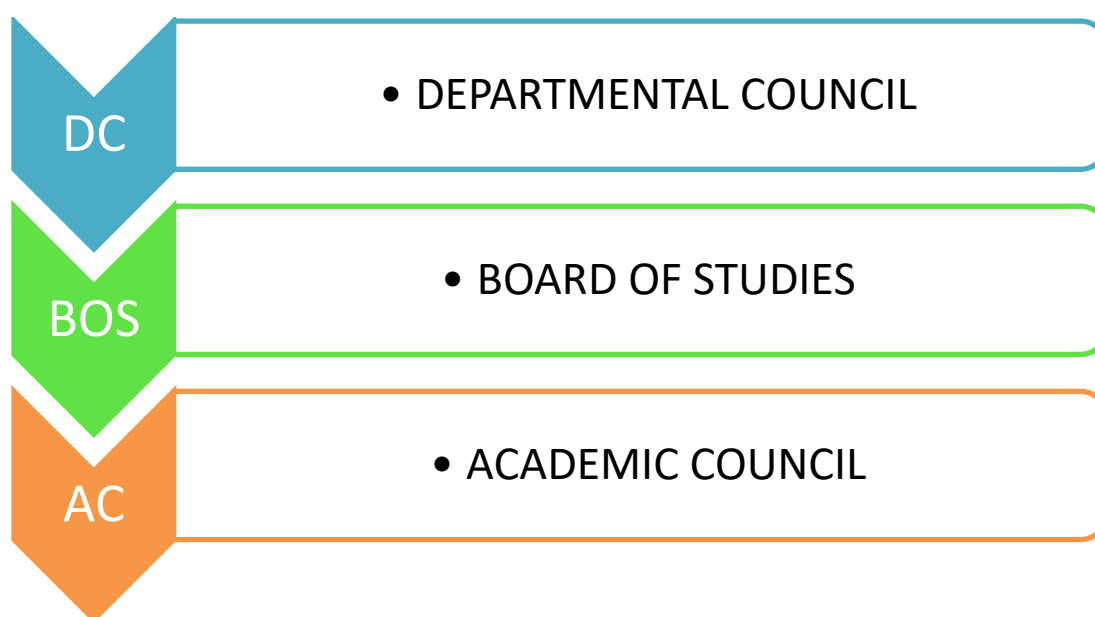 DC
• DEPARTMENTAL COUNCIL
BOS
• BOARD OF STUDIES
AC
• ACADEMIC COUNCIL